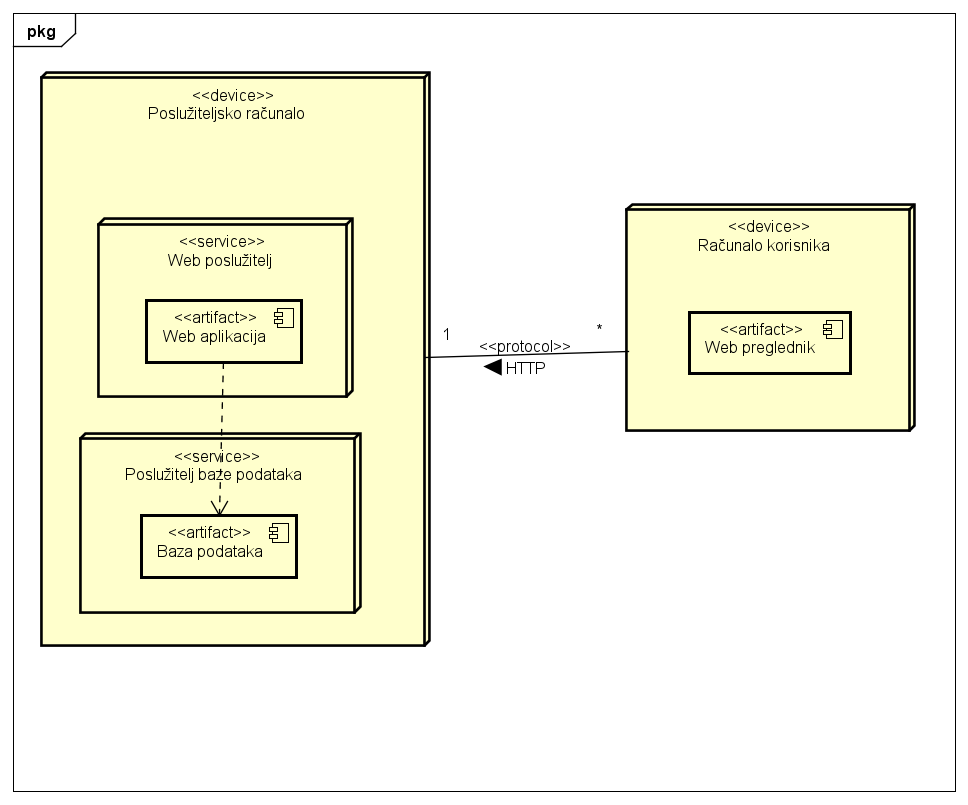 pkg
<<device>>
Poslužiteljsko računalo
<<service>>
Web poslužitelj
<<artifact>>
Web aplikacija
<<service>>
Poslužitelj baze podataka
<<artifact>>
Baza podataka
1
*
<<protocol>>
HTTP
<<device>>
Računalo korisnika
<<artifact>>
Web preglednik